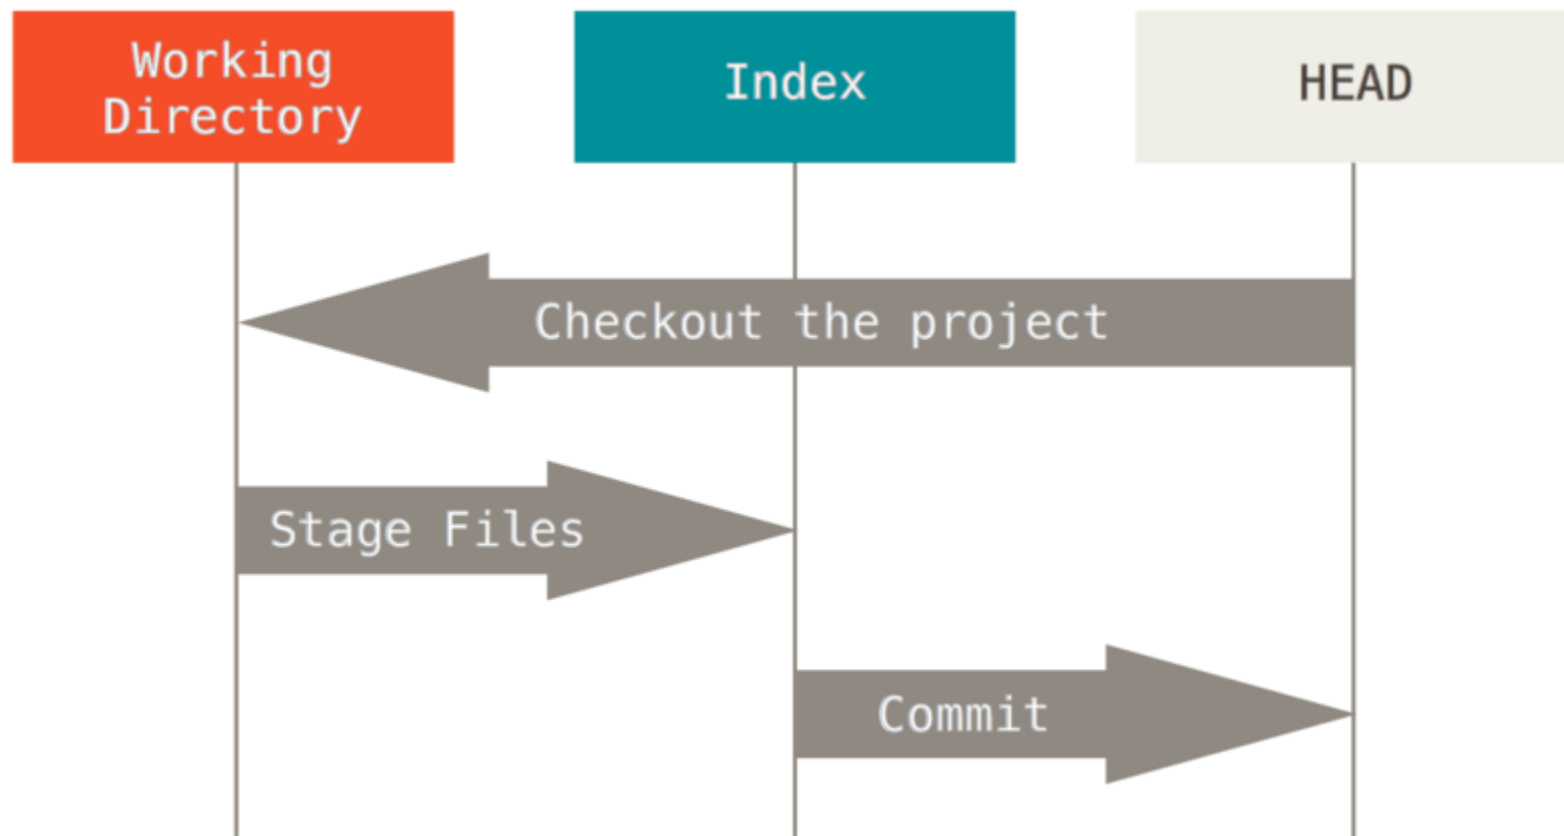 Working
Directory
Index
HEAD
Checkout the project
Stage Files
Commit